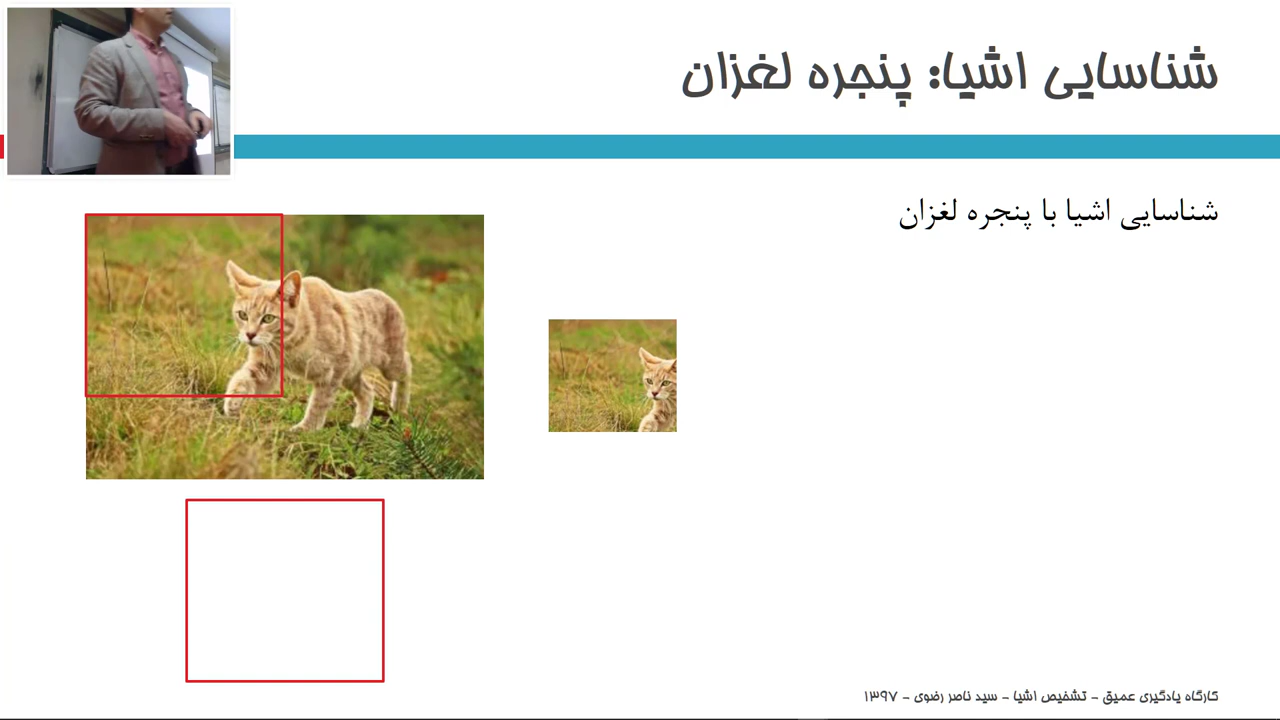 شناسایی اشیا: پنجره لغزان
شناسایی اشیا با پنجره لغزان
کارگاه یادگیری عمیق - تشخیص اشیا - سید ناصر رضوی - ۱۳۹۷